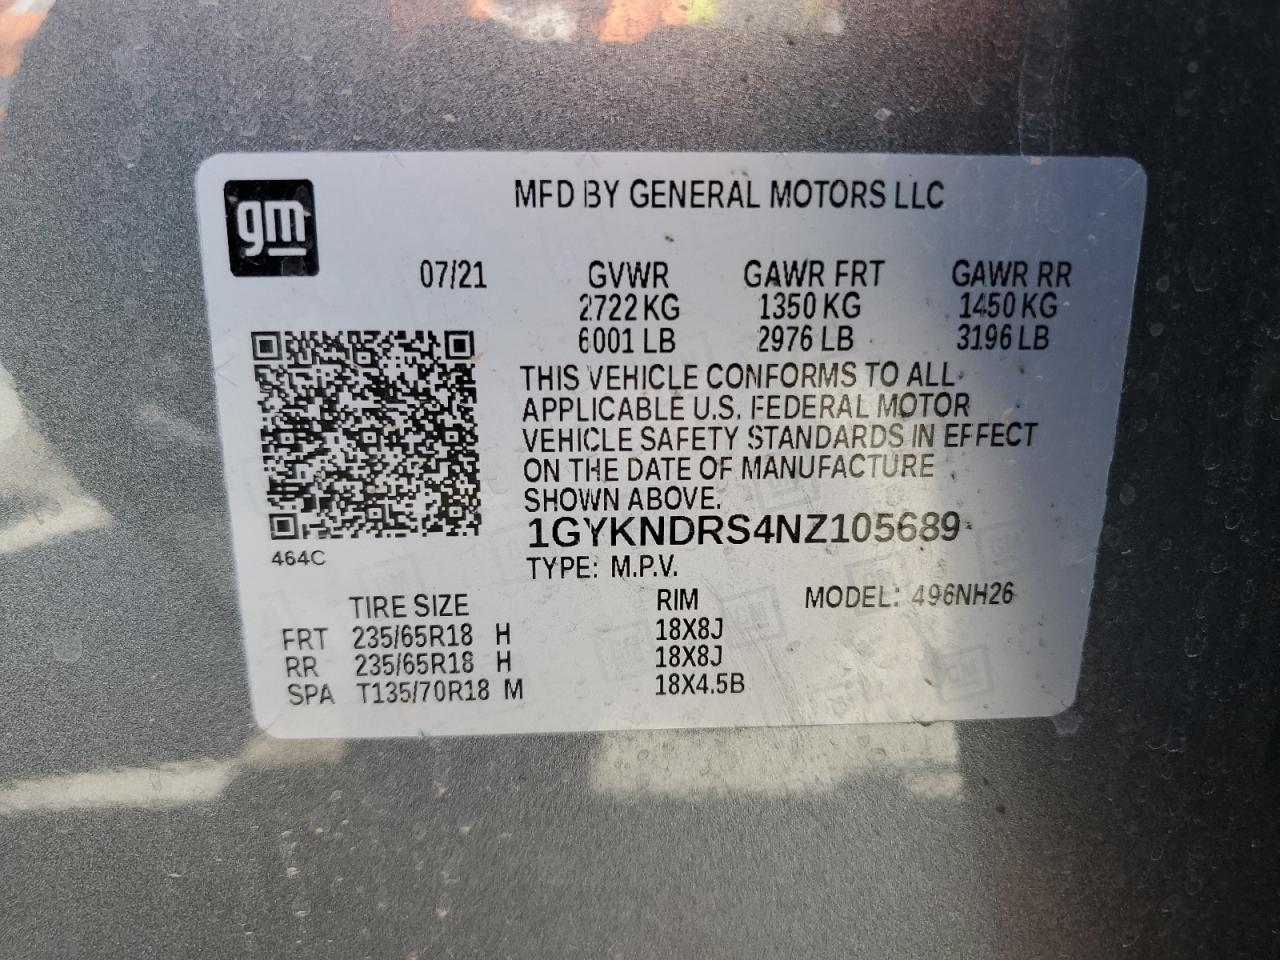 gm
MFD BY GENERAL MOTORS LLC
07/21 GVWR GAWR FRT GAWR RR
2722 KG 1350 KG 1450 KG
6001 LB 2976 LB 3196 LB
THIS VEHICLE CONFORMS TO ALL
APPLICABLE U.S. FEDERAL MOTOR
VEHICLE SAFETY STANDARDS IN EFFECT
ON THE DATE OF MANUFACTURE
SHOWN ABOVE.
1GYKNDRS4NZ105689
464C
TYPE: M.P.V.
TIRE SIZE RIM MODEL: 496NH26
FRT 235/65R18 H 18X8J
RR 235/65R18 H 18X8J
SPA T135/70R18 M 18X4.5B